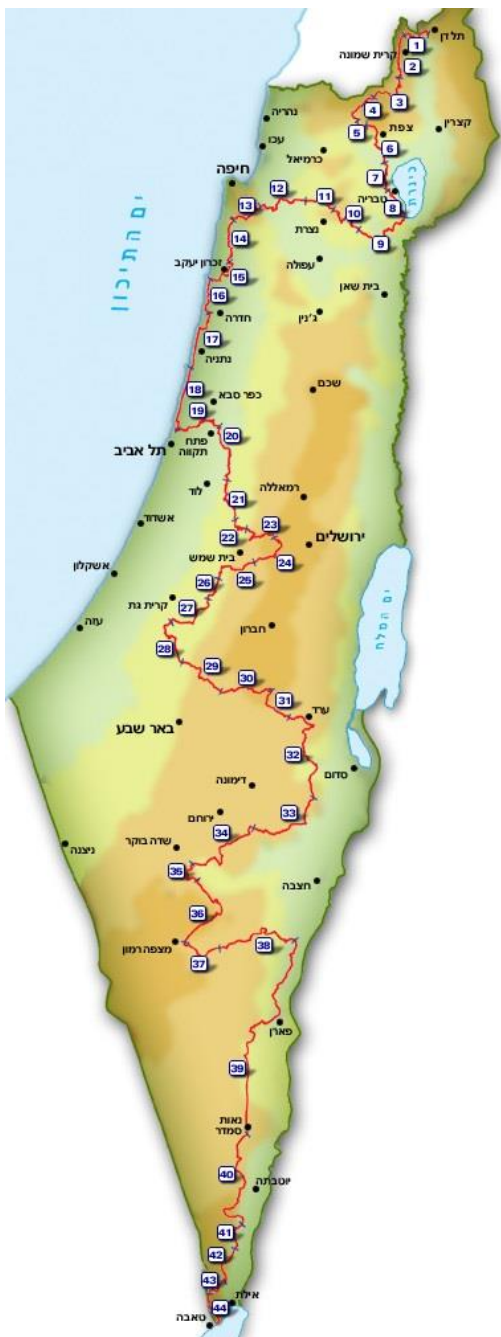 תל דן
1
קרית שמונה
2
3
4
5
צפת
קצרין
6
נהריה
עכו
כרמיאל
7
טבריה
כינרת
8
חיפה
12
11
13
נצרת
10
9
14
זכרון יעקב
15
עפולה
ים התיכון
16
בית שאן
חדרה
ג'נין
17
נתניה
18
כפר סבא
שכם
19
פתח
תקווה
20
תל אביב
לוד
21
רמאללה
אשדוד
22
23
ירושלים
בית שמש
24
25
אשקלון
26
קרית גת
27
עזה
חברון
ים המלח
28
29
30
31
ערד
באר שבע
32
סדום
דימונה
ירוחם
33
34
ניצנה
שדה בוקר
35
חצבה
36
מצפה רמון
38
37
פארן
39
נאות
סמדר
40
יוטבתה
41
42
43
אילת
44
טאבה